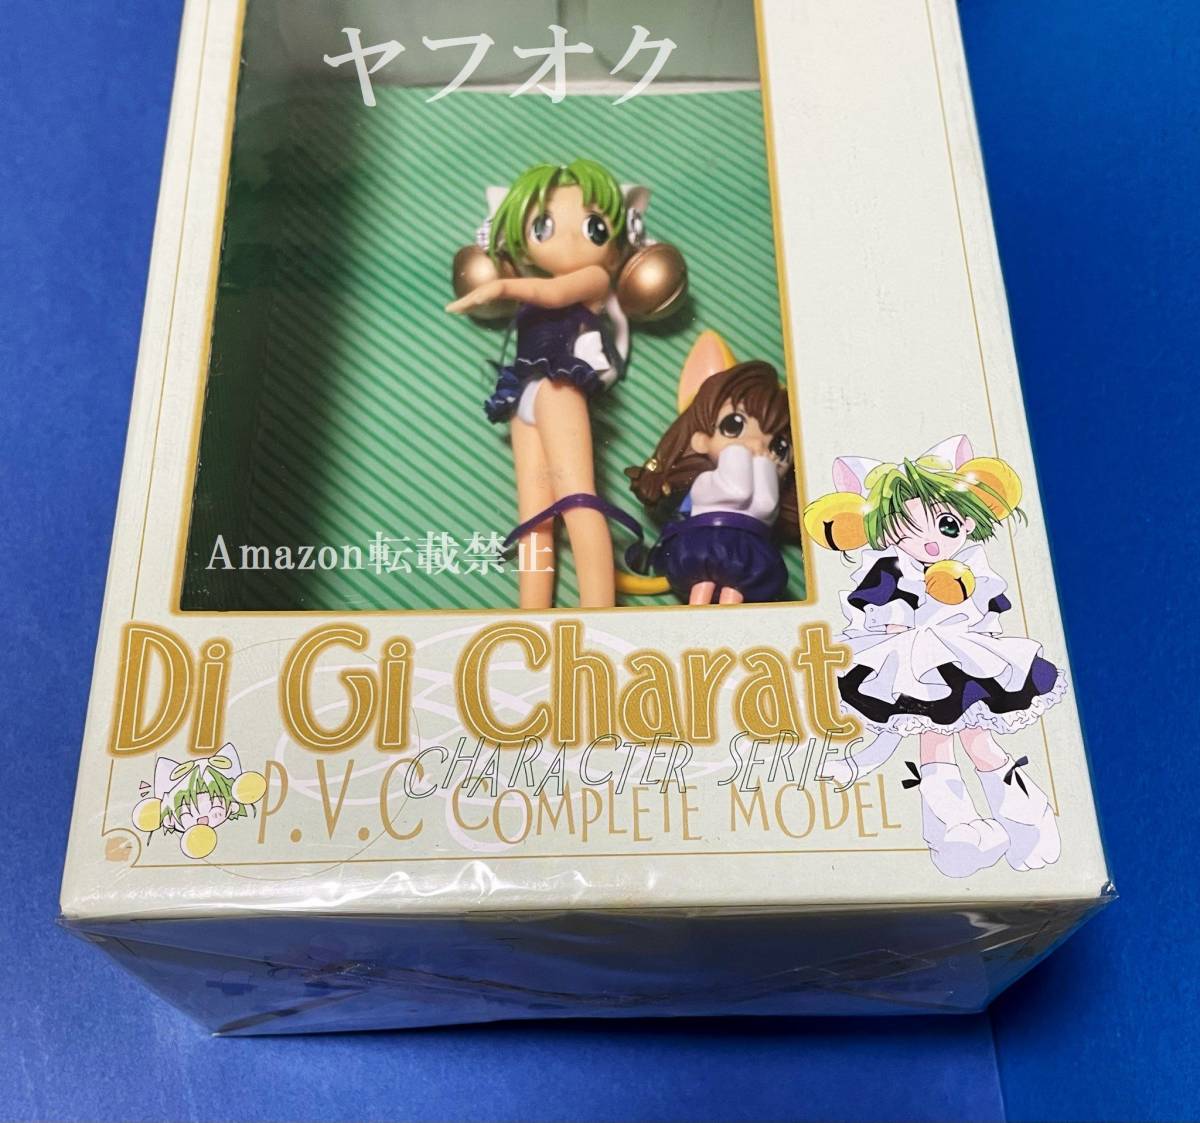 ヤフオク
Amazon転載禁止
Di Gi Charat
CHARACTER SERIES
P.V.C COMPLETE MODEL